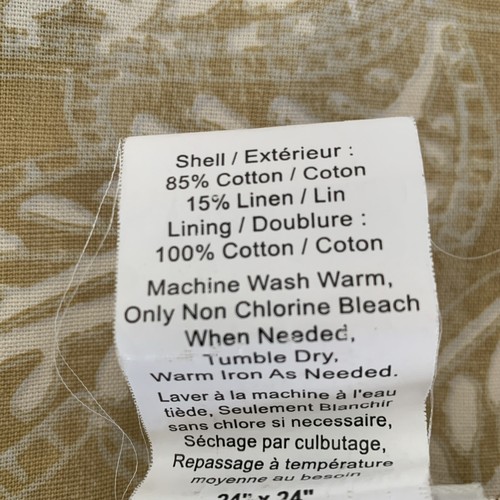 Shell / Extérieur :
85% Cotton / Coton
15% Linen / Lin
Lining / Doublure :
100% Cotton / Coton
Machine Wash Warm,
Only Non Chlorine Bleach
When Needed,
Tumble Dry,
Warm Iron As Needed.
Laver à la machine à l'eau
tiède, Seulement Blanchir
sans chlore si necessaire,
Séchage par culbutage,
Repassage à température
moyenne au besoin
24" x 24"